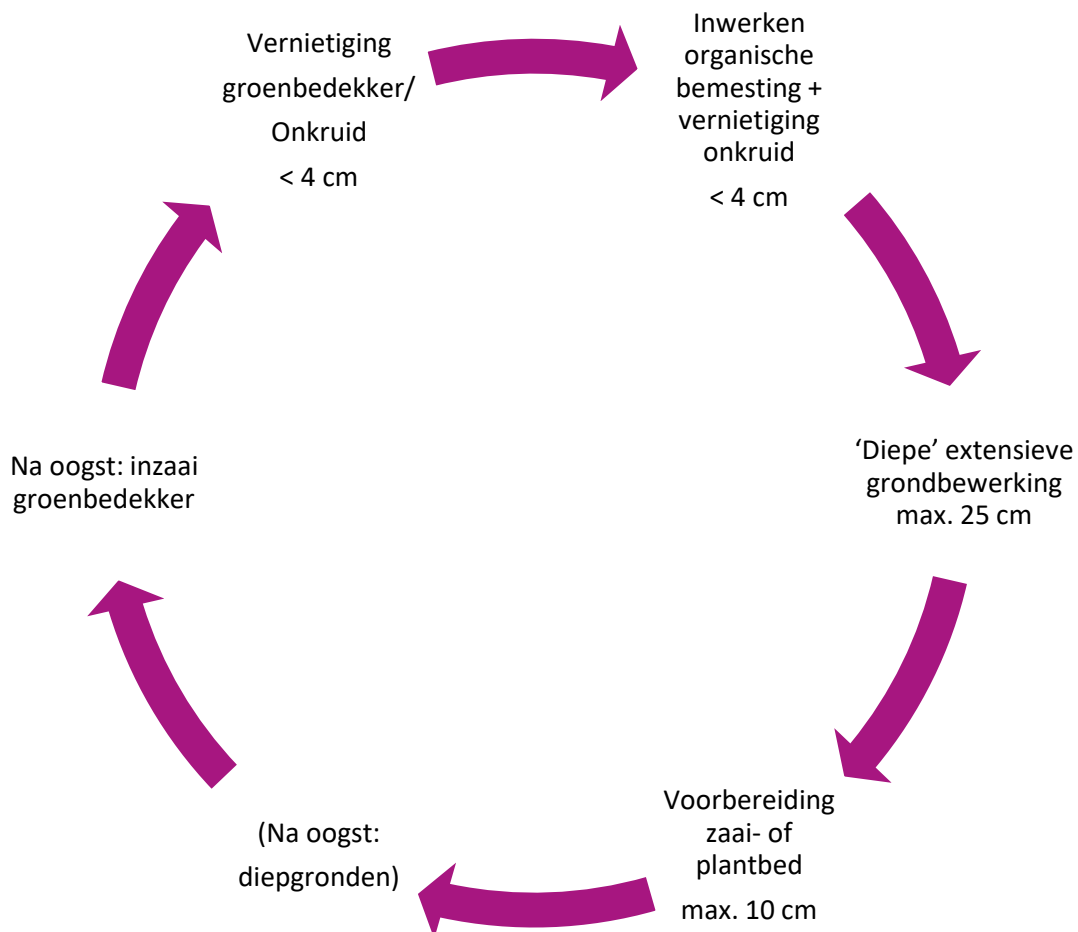 Vernietiging
groenbedekker/
Onkruid
< 4 cm
Inwerken
organische
bemesting +
vernietiging
onkruid
< 4 cm
‘Diepe’ extensieve
grondbewerking
max. 25 cm
Voorbereiding
zaai- of
plantbed
max. 10 cm
(Na oogst:
diepgronden)
Na oogst: inzaai
groenbedekker